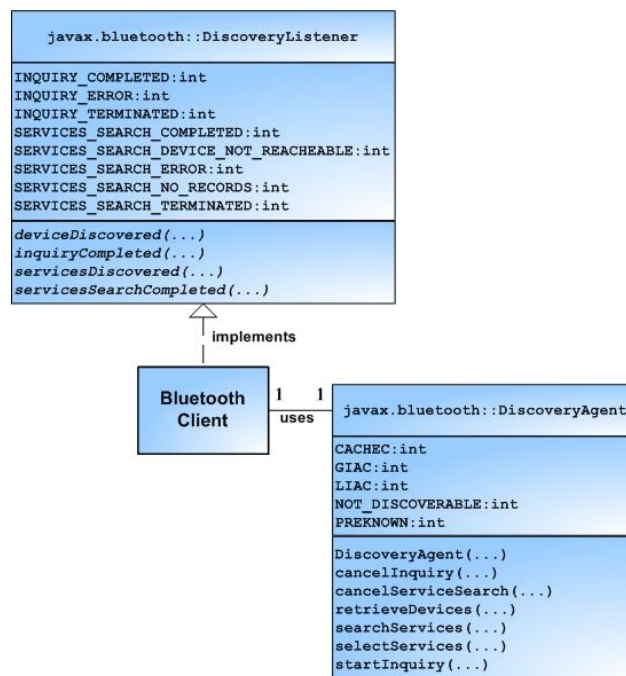 javax.bluetooth::DiscoveryListener
INQUIRY_COMPLETED:int
INQUIRY_ERROR:int
INQUIRY_TERMINATED:int
SERVICES_SEARCH_COMPLETED:int
SERVICES_SEARCH_DEVICE_NOT_REACHEABLE:int
SERVICES_SEARCH_ERROR:int
SERVICES_SEARCH_NO_RECORDS:int
SERVICES_SEARCH_TERMINATED:int
deviceDiscovered(...)
inquiryCompleted(...)
servicesDiscovered(...)
servicesSearchCompleted(...)
implements
Bluetooth
Client
1 1
uses
javax.bluetooth::DiscoveryAgent
CACHEC:int
GIAC:int
LIAC:int
NOT_DISCOVERABLE:int
PREKNOWN:int
DiscoveryAgent(...)
cancelInquiry(...)
cancelServiceSearch(...)
retrieveDevices(...)
searchServices(...)
selectServices(...)
startInquiry(...)